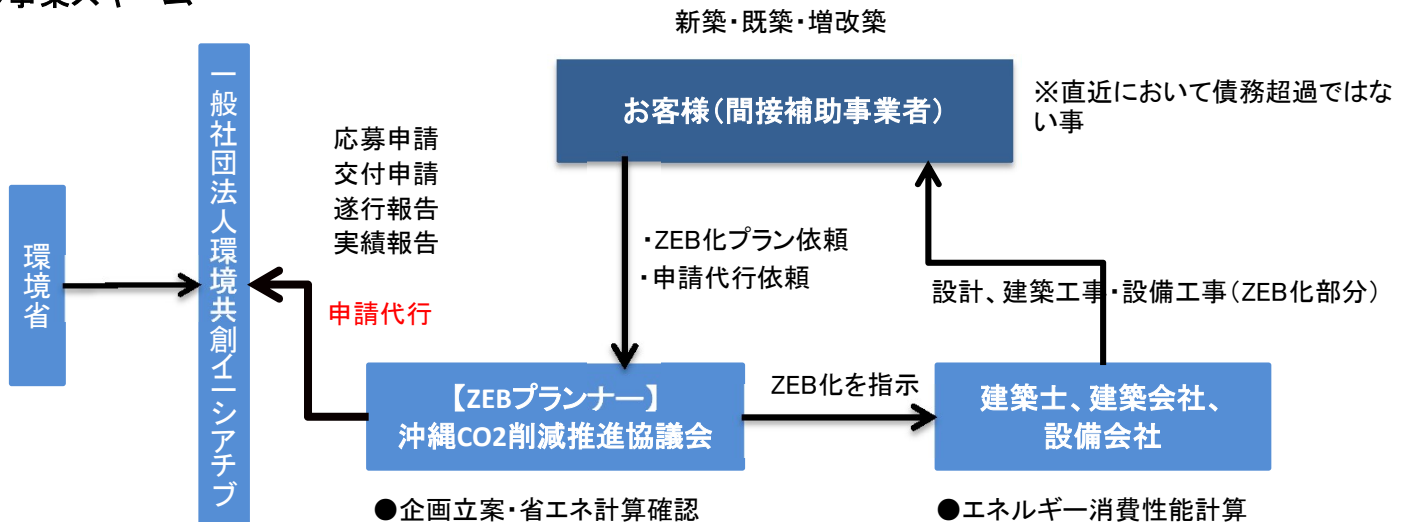 事業スキーム
新築・既築・増改築
お客様（間接補助事業者）
※直近において債務超過ではな
い事
環境省
一般社団法人環境共創イニシアチブ
応募申請
交付申請
遂行報告
実績報告
申請代行
・ZEB化プラン依頼
・申請代行依頼
設計、建築工事・設備工事（ZEB化部分）
【ZEBプランナー】
沖縄CO2削減推進協議会
ZEB化を指示
建築士、建築会社、
設備会社
●企画立案・省エネ計算確認
●エネルギー消費性能計算